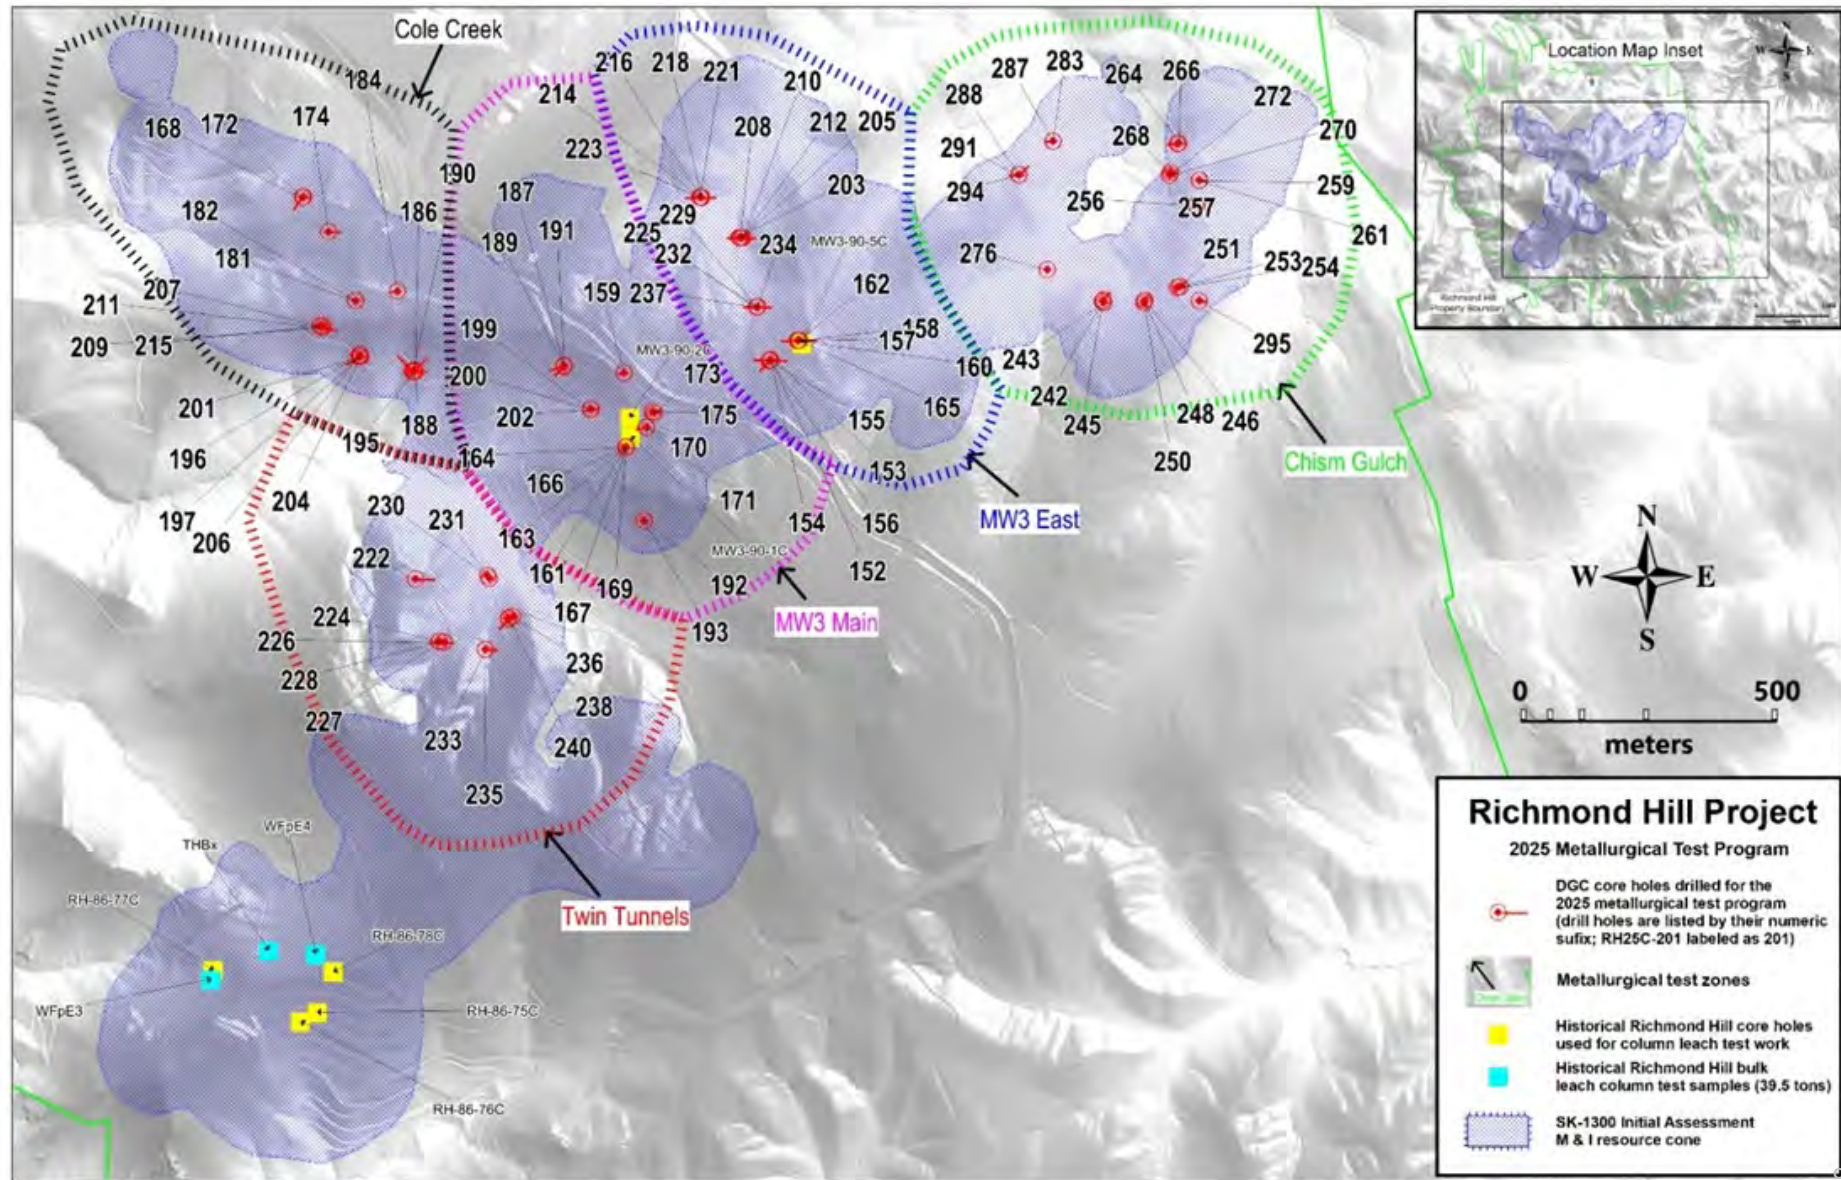 Cole Creek
184
174
172
168
190
182
186
181
207
211
209
215
201
196
197
206
204
195
188
216
218
221
210
214
223
208
212
205
203
187
191
189
225
229
232
234
MW3-90-5C
159
237
162
199
MW3-90-2C
158
157
160
200
173
202
175
155
165
164
170
166
153
171
154
156
163
MW3-90-1C
161
169
192
152
167
193
MW3 Main
MW3 East
287
283
264
266
288
272
291
268
270
294
256
257
259
276
251
261
253
254
243
295
242
245
248
246
250
Chism Gulch
230
231
222
224
226
228
236
227
238
233
240
235
Twin Tunnels
WFpE4
THBx
RH-86-77C
RH-86-78C
WFpE3
RH-86-75C
RH-86-76C
Location Map Inset
N
W E
S
Richmond Hill
Property Boundary
N
W E
S
0 500
meters
Richmond Hill Project
2025 Metallurgical Test Program
DGC core holes drilled for the
2025 metallurgical test program
(drill holes are listed by their numeric
sufix; RH25C-201 labeled as 201)
Metallurgical test zones
Historical Richmond Hill core holes
used for column leach test work
Historical Richmond Hill bulk
leach column test samples (39.5 tons)
SK-1300 Initial Assessment
M & I resource cone